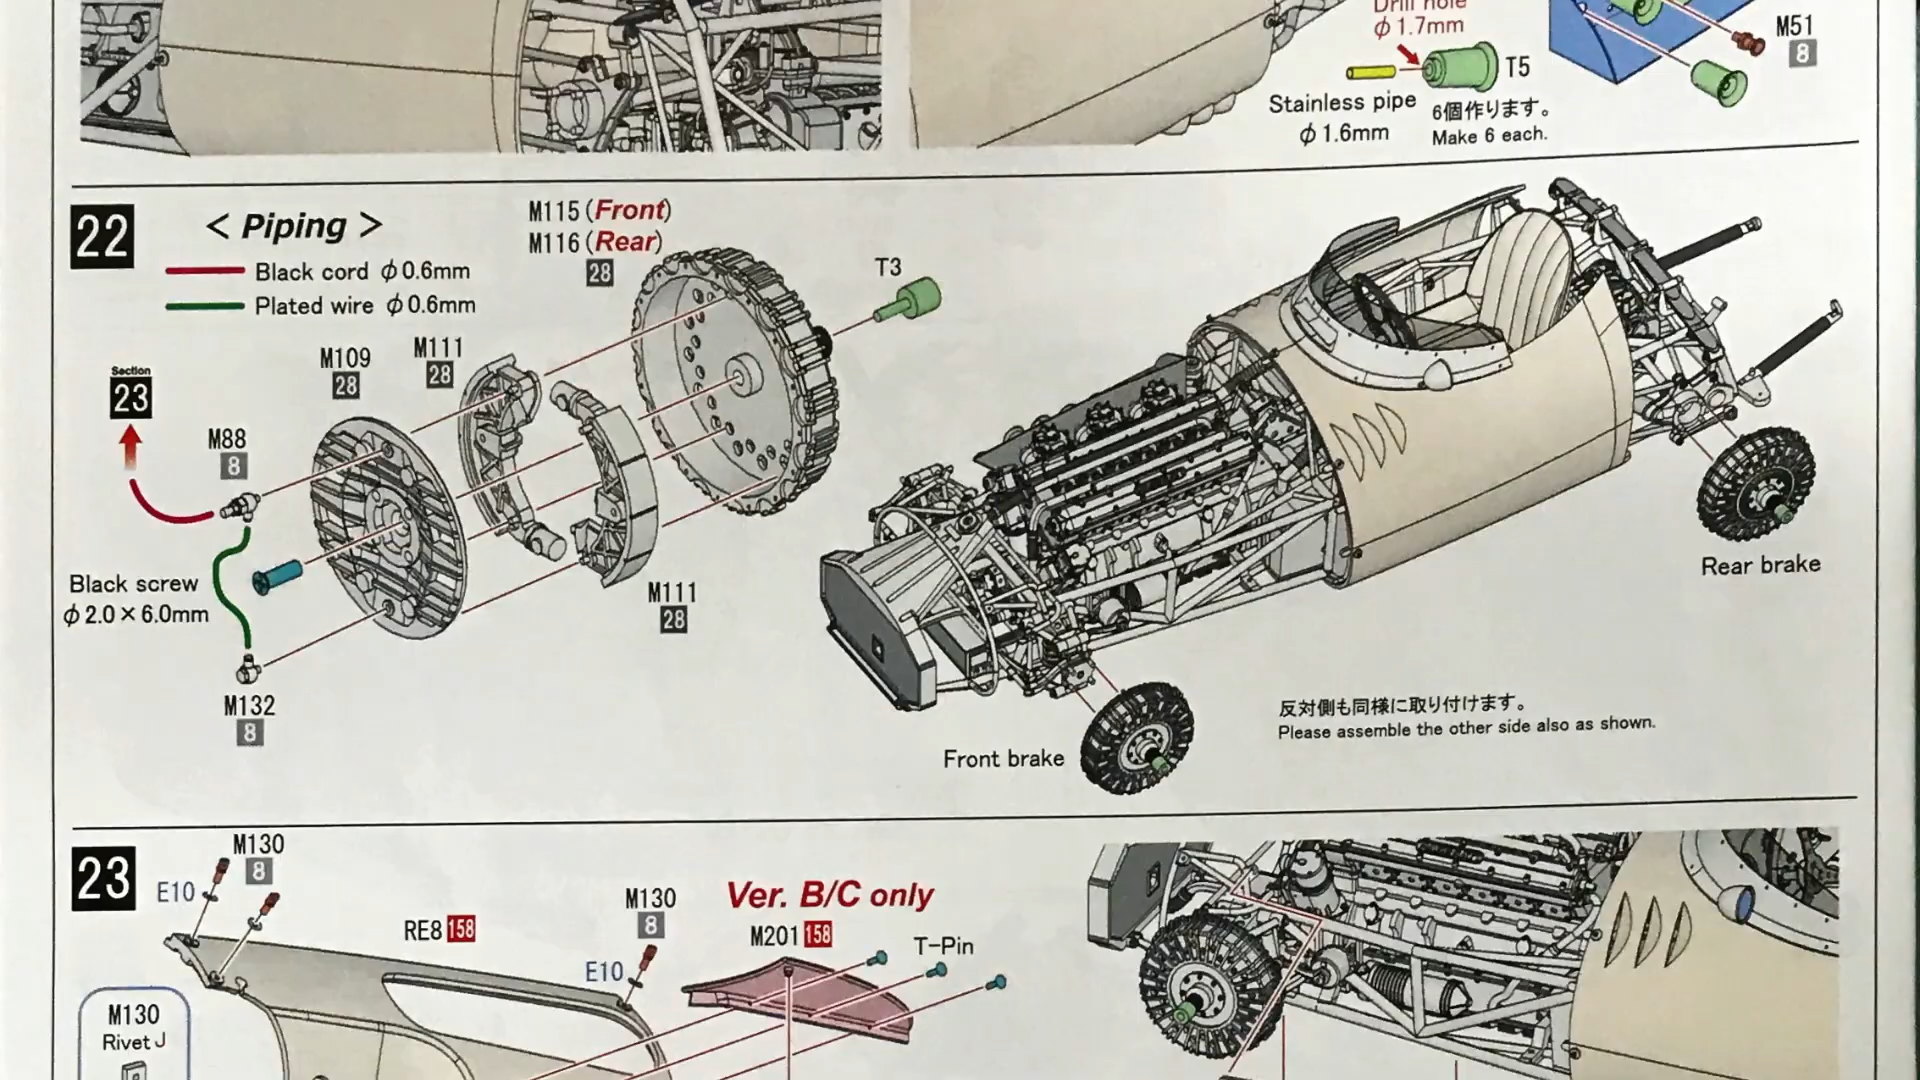 Drill hole
φ1.7mm
M51
8
T5
Stainless pipe
φ1.6mm
6個作ります。
Make 6 each.
22
< Piping >
Black cord φ0.6mm
Plated wire φ0.6mm
M115 (Front)
M116 (Rear)
28
T3
M109
28
M111
28
Section
23
M88
8
Black screw
φ2.0×6.0mm
M111
28
M132
8
Rear brake
Front brake
反対側も同様に取り付けます。
Please assemble the other side also as shown.
23
M130
8
E10
RE8 158
M130
8
E10
Ver. B/C only
M201 158
T-Pin
M130
Rivet J